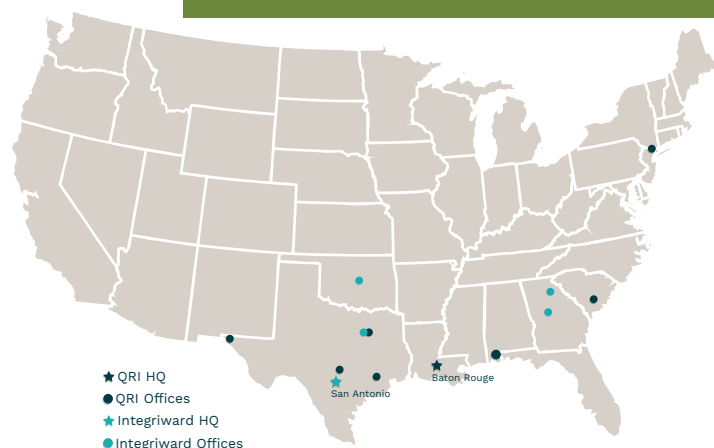 QRI HQ
Baton Rouge
San Antonio
QRI Offices
Integriward HQ
Integriward Offices